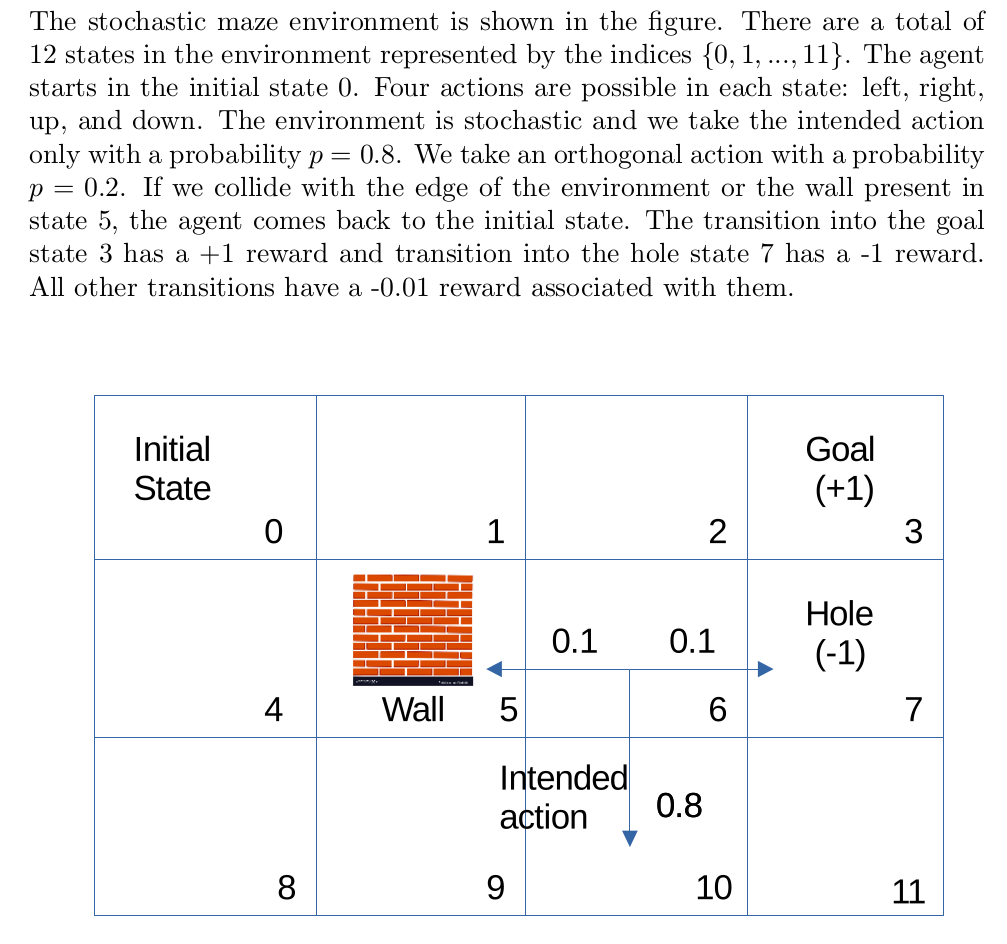 The stochastic maze environment is shown in the figure. There are a total of
12 states in the environment represented by the indices {0, 1, ..., 11}. The agent
starts in the initial state 0. Four actions are possible in each state: left, right,
up, and down. The environment is stochastic and we take the intended action
only with a probability p = 0.8. We take an orthogonal action with a probability
p = 0.2. If we collide with the edge of the environment or the wall present in
state 5, the agent comes back to the initial state. The transition into the goal
state 3 has a +1 reward and transition into the hole state 7 has a -1 reward.
All other transitions have a -0.01 reward associated with them.
Initial
State
0
1
2
Goal
(+1)
3
4
Wall
5
0.1 0.1
6
Hole
(-1)
7
8
9
Intended
action
0.8
10
11